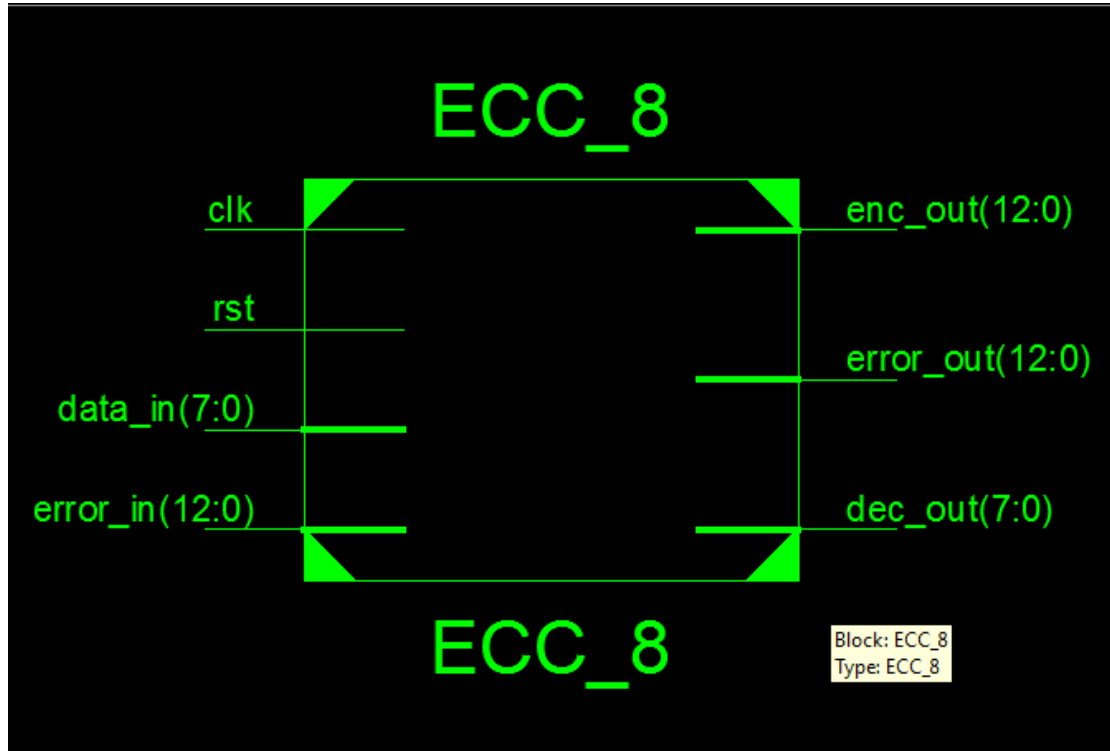 ECC_8
clk
rst
data_in(7:0)
error_in(12:0)
enc_out(12:0)
error_out(12:0)
dec_out(7:0)
ECC_8
Block: ECC_8
Type: ECC_8